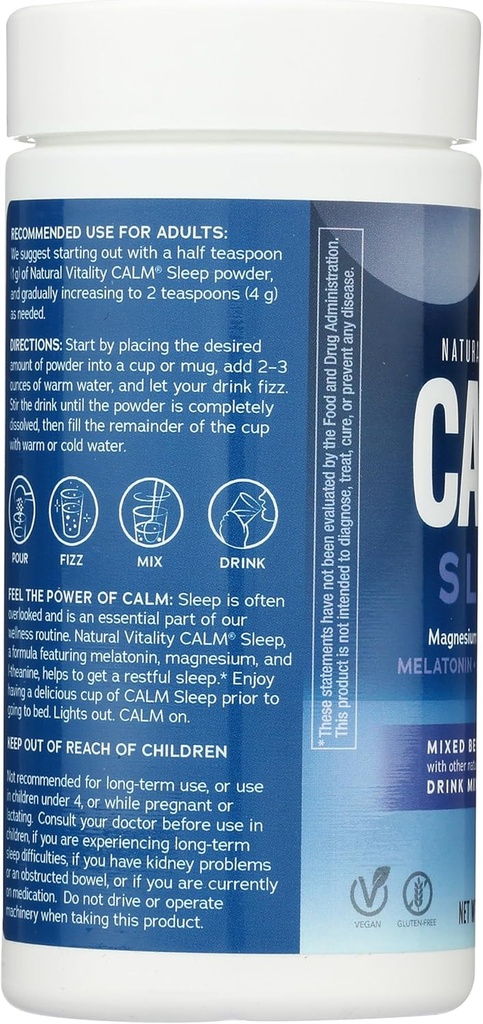 RECOMMENDED USE FOR ADULTS:
We suggest starting out with a half teaspoon
(1g) of Natural Vitality CALM® Sleep powder,
and gradually increasing to 2 teaspoons (4 g)
as needed.
DIRECTIONS: Start by placing the desired
amount of powder into a cup or mug, add 2–3
ounces of warm water, and let your drink fizz.
Stir the drink until the powder is completely
dissolved, then fill the remainder of the cup
with warm or cold water.
POUR
FIZZ
MIX
DRINK
FEEL THE POWER OF CALM: Sleep is often
overlooked and is an essential part of our
wellness routine. Natural Vitality CALM® Sleep,
a formula featuring melatonin, magnesium, and
l-theanine, helps to get a restful sleep.* Enjoy
having a delicious cup of CALM Sleep prior to
going to bed. Lights out. CALM on.
KEEP OUT OF REACH OF CHILDREN
Not recommended for long-term use, or use
in children under 4, or while pregnant or
lactating. Consult your doctor before use in
children, if you are experiencing long-term
sleep difficulties, if you have kidney problems
or an obstructed bowel, or if you are currently
on medication. Do not drive or operate
machinery when taking this product.
*These statements have not been evaluated by the Food and Drug Administration.
This product is not intended to diagnose, treat, cure, or prevent any disease.
NATURA
CA
SL
Magnesium
MELATONIN
MIXED BE
with other natu
DRINK MI
VEGAN
GLUTEN-FREE
NET W